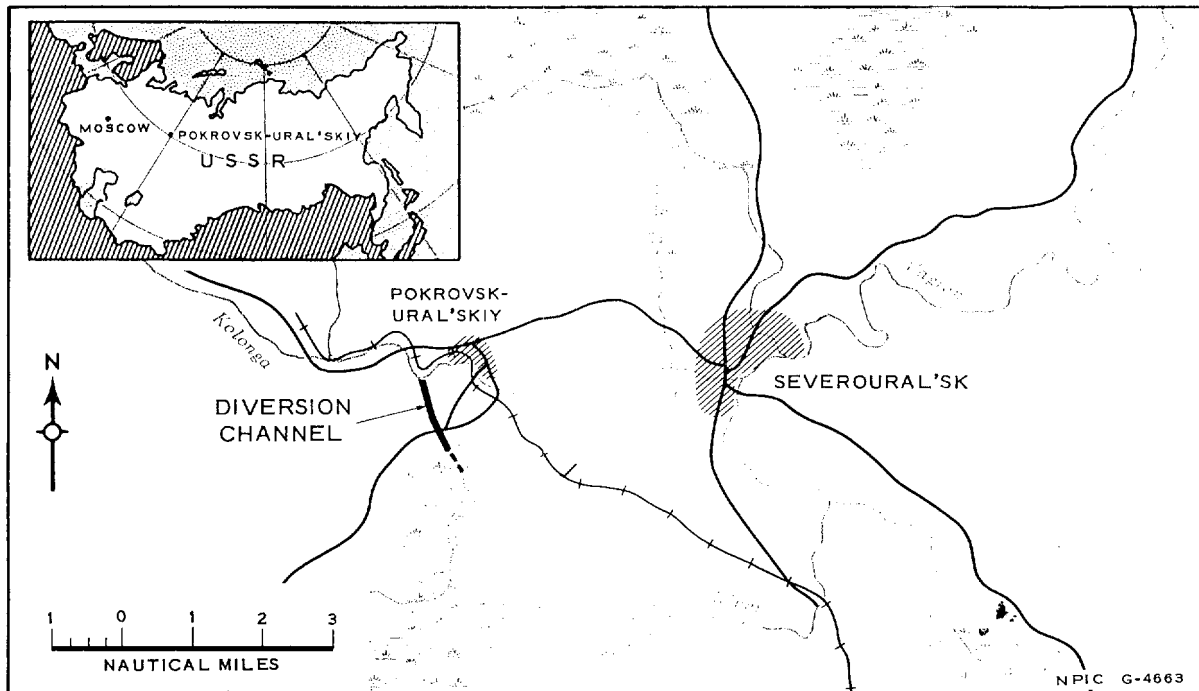 MOSCOW
POKROVSK-URAL'SKIY
USSR
POKROVSK-
URAL'SKIY
Kolonga
N
DIVERSION
CHANNEL
SEVEROURAL'SK
1 0 1 2 3
NAUTICAL MILES
NPIC G-4663